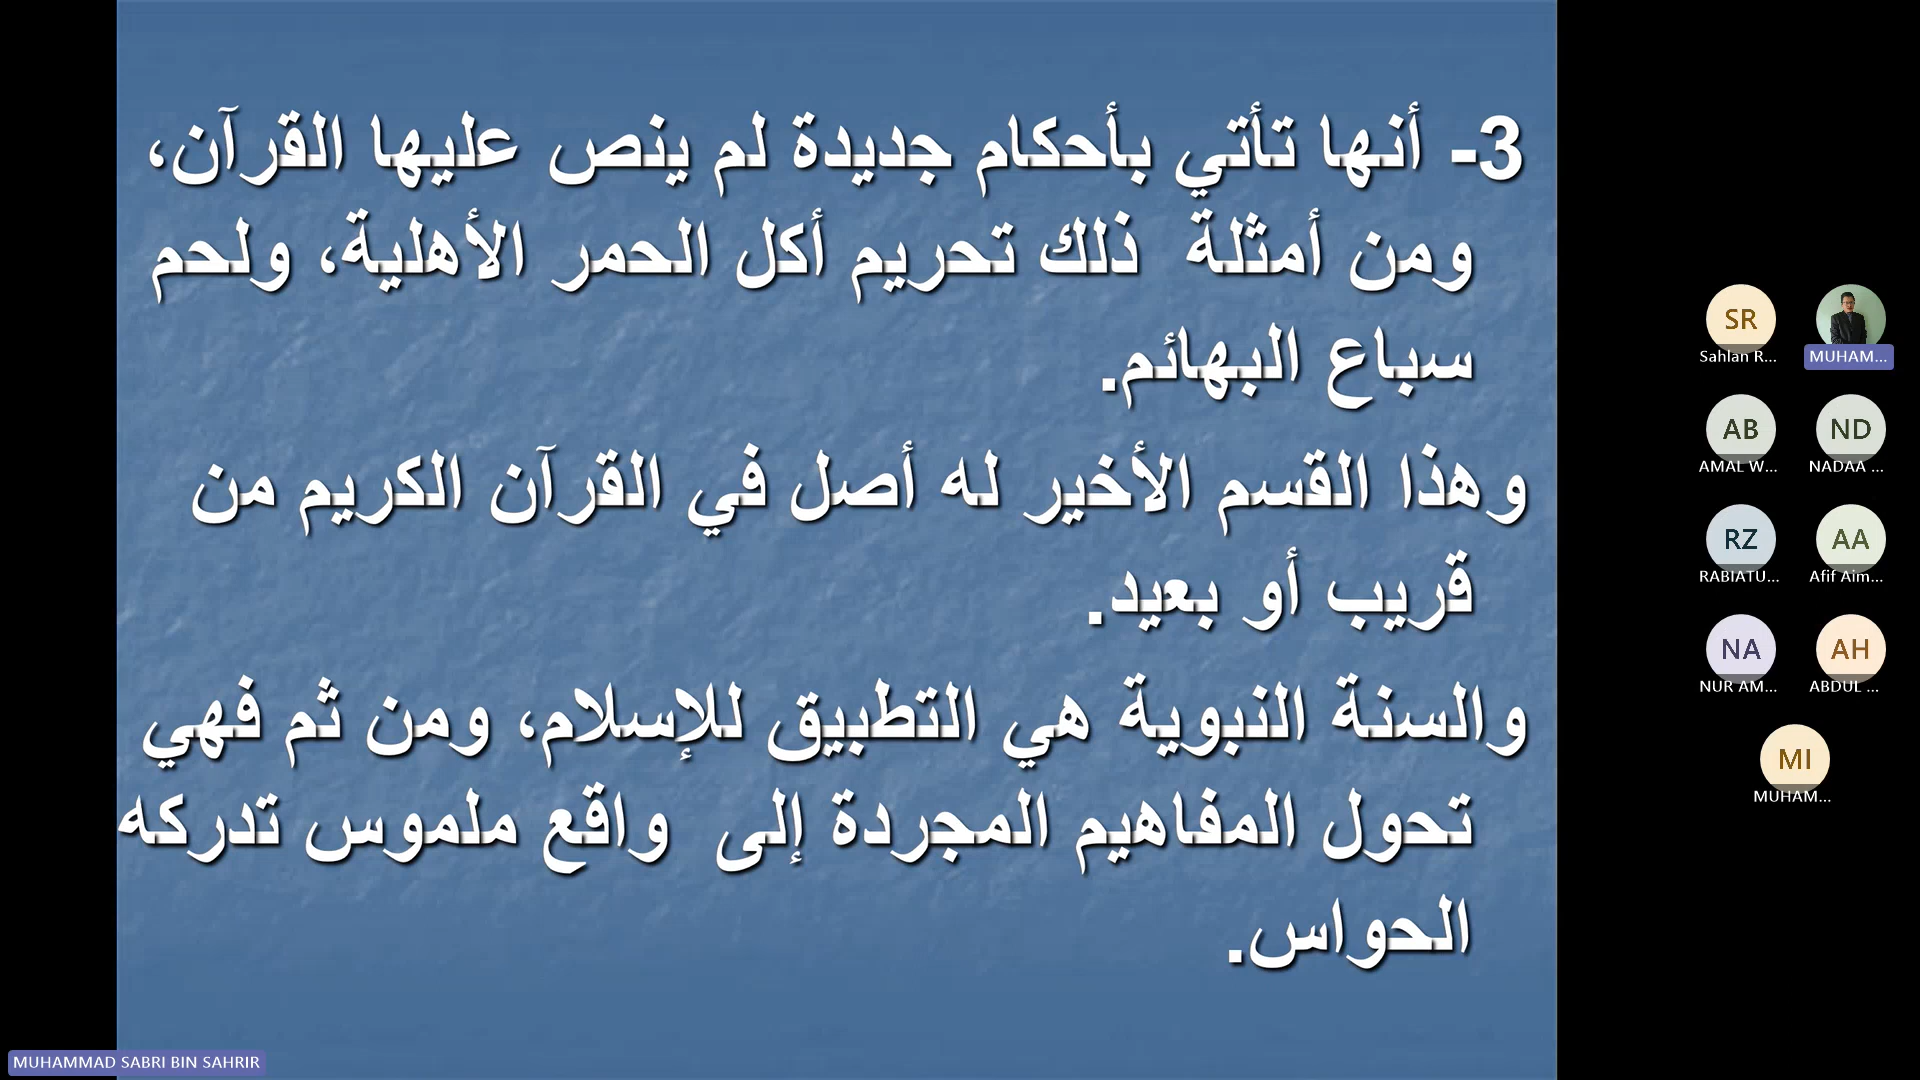 3- أنها تأتي بأحكام جديدة لم ينص عليها القرآن،
ومن أمثلة ذلك تحريم أكل الحمر الأهلية، ولحم
سباع البهائم.
وهذا القسم الأخير له أصل في القرآن الكريم من
قريب أو بعيد.
والسنة النبوية هي التطبيق للإسلام، ومن ثم فهي
تحول المفاهيم المجردة إلى واقع ملموس تدركه
الحواس.
SR
Sahlan R...
MUHAM...
AB
AMAL W...
ND
NADAA ...
RZ
RABIATU...
AA
Afif Aim...
NA
NUR AM...
AH
ABDUL ...
MI
MUHAM...
MUHAMMAD SABRI BIN SAHRIR